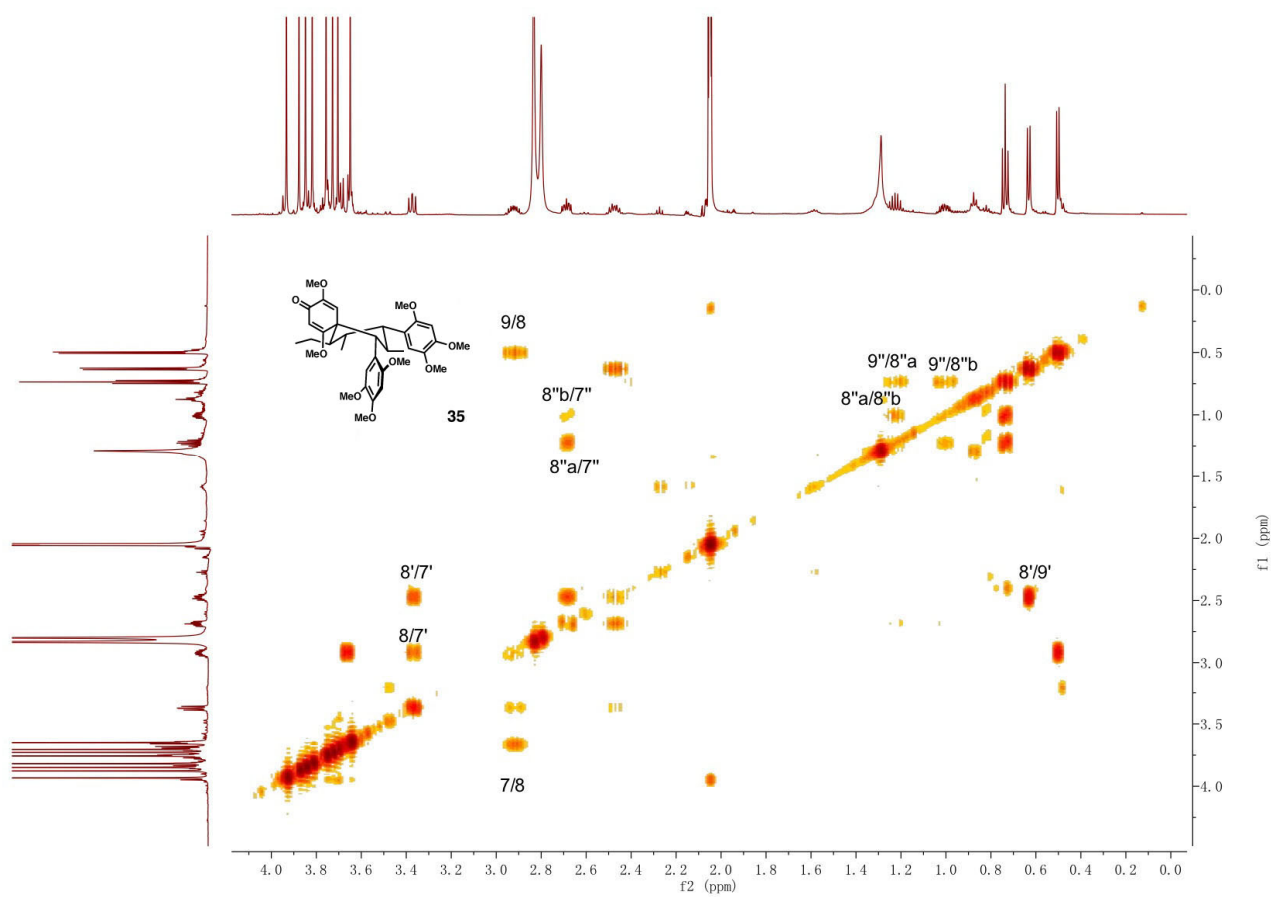 MeO
O
MeO
MeO
OMe
MeO
OMe
MeO
MeO
OMe
35
9/8
9"/8"a
9"/8"b
8"b/7"
8"a/8"b
8"a/7"
8'/7'
8'/9'
8/7'
7/8
0.0
0.5
1.0
1.5
2.0
2.5
3.0
3.5
4.0
f1 (ppm)
4.0 3.8 3.6 3.4 3.2 3.0 2.8 2.6 2.4 2.2 2.0 1.8 1.6 1.4 1.2 1.0 0.8 0.6 0.4 0.2 0.0
f2 (ppm)